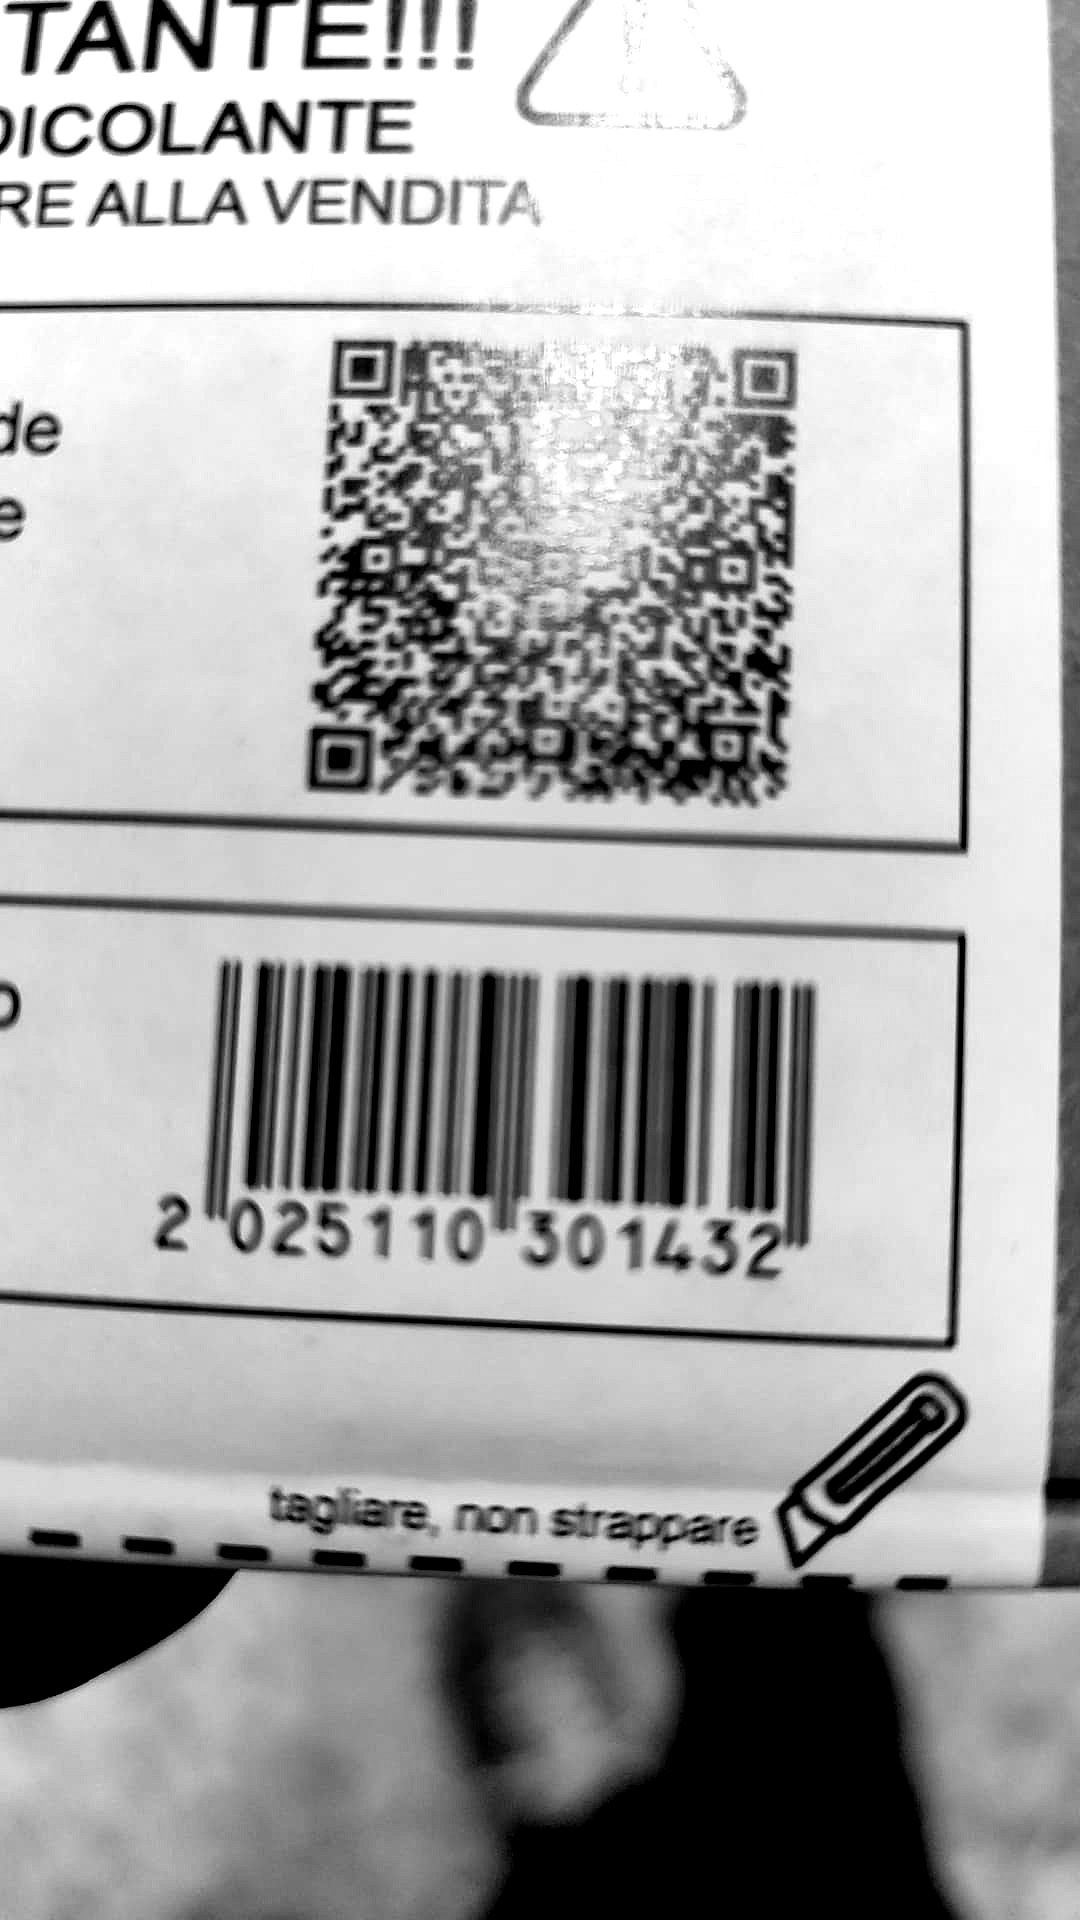 TANTE!!!
DICOLANTE
RE ALLA VENDITA
de
e
o
2 025110 301432
tagliare, non strappare